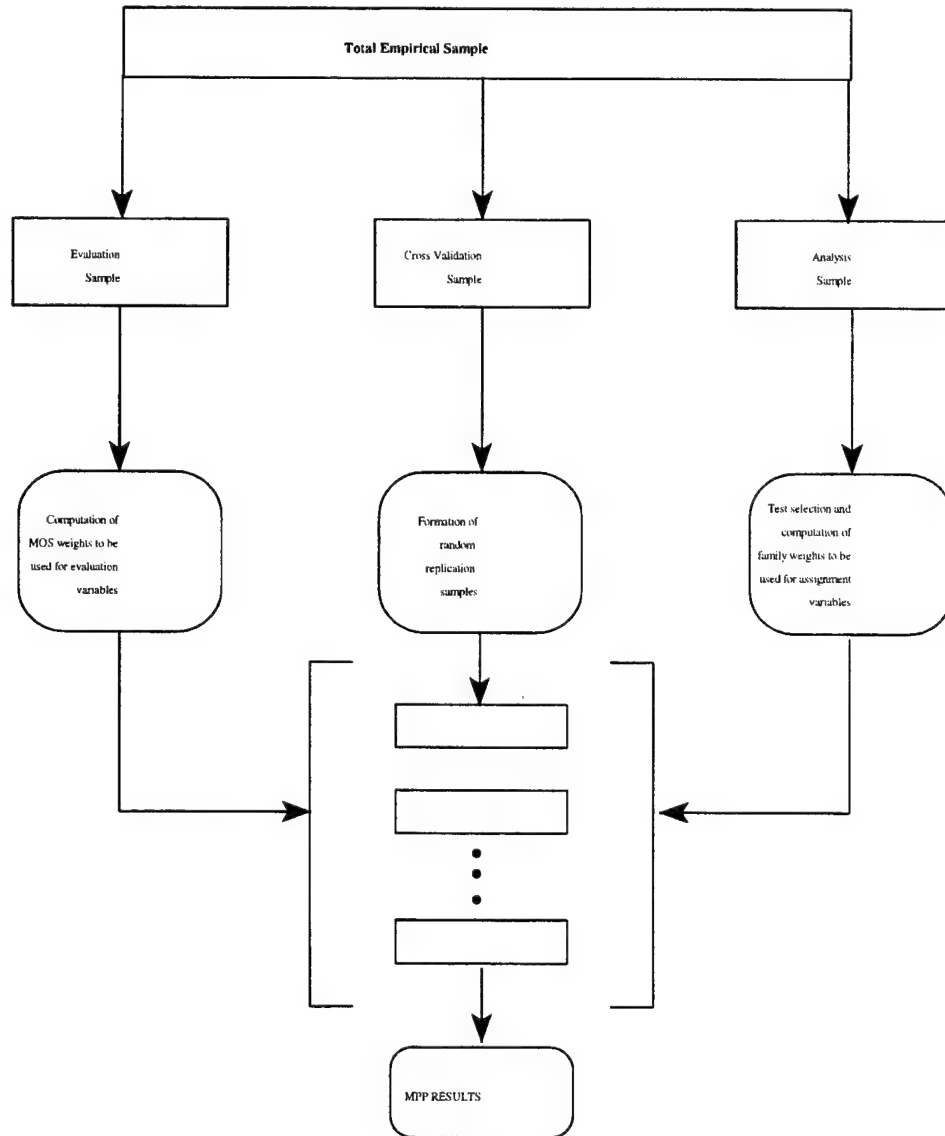 Total Empirical Sample
Evaluation
Sample
Cross Validation
Sample
Analysis
Sample
Computation of
MOS weights to be
used for evaluation
variables
Formation of
random
replication
samples
Test selection and
computation of
family weights to be
used for assignment
variables
MPP RESULTS